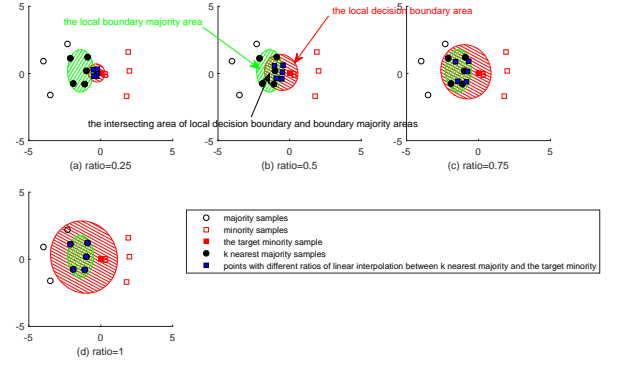 the local decision boundary area
the local boundary majority area
5
0
-5
-5
0
5
(a) ratio=0.25
5
0
-5
-5
0
5
(b) ratio=0.5
5
0
-5
-5
0
5
(c) ratio=0.75
the intersecting area of local decision boundary and boundary majority areas
5
0
-5
-5
0
5
(d) ratio=1
majority samples
minority samples
the target minority sample
k nearest majority samples
points with different ratios of linear interpolation between k nearest majority and the target minority